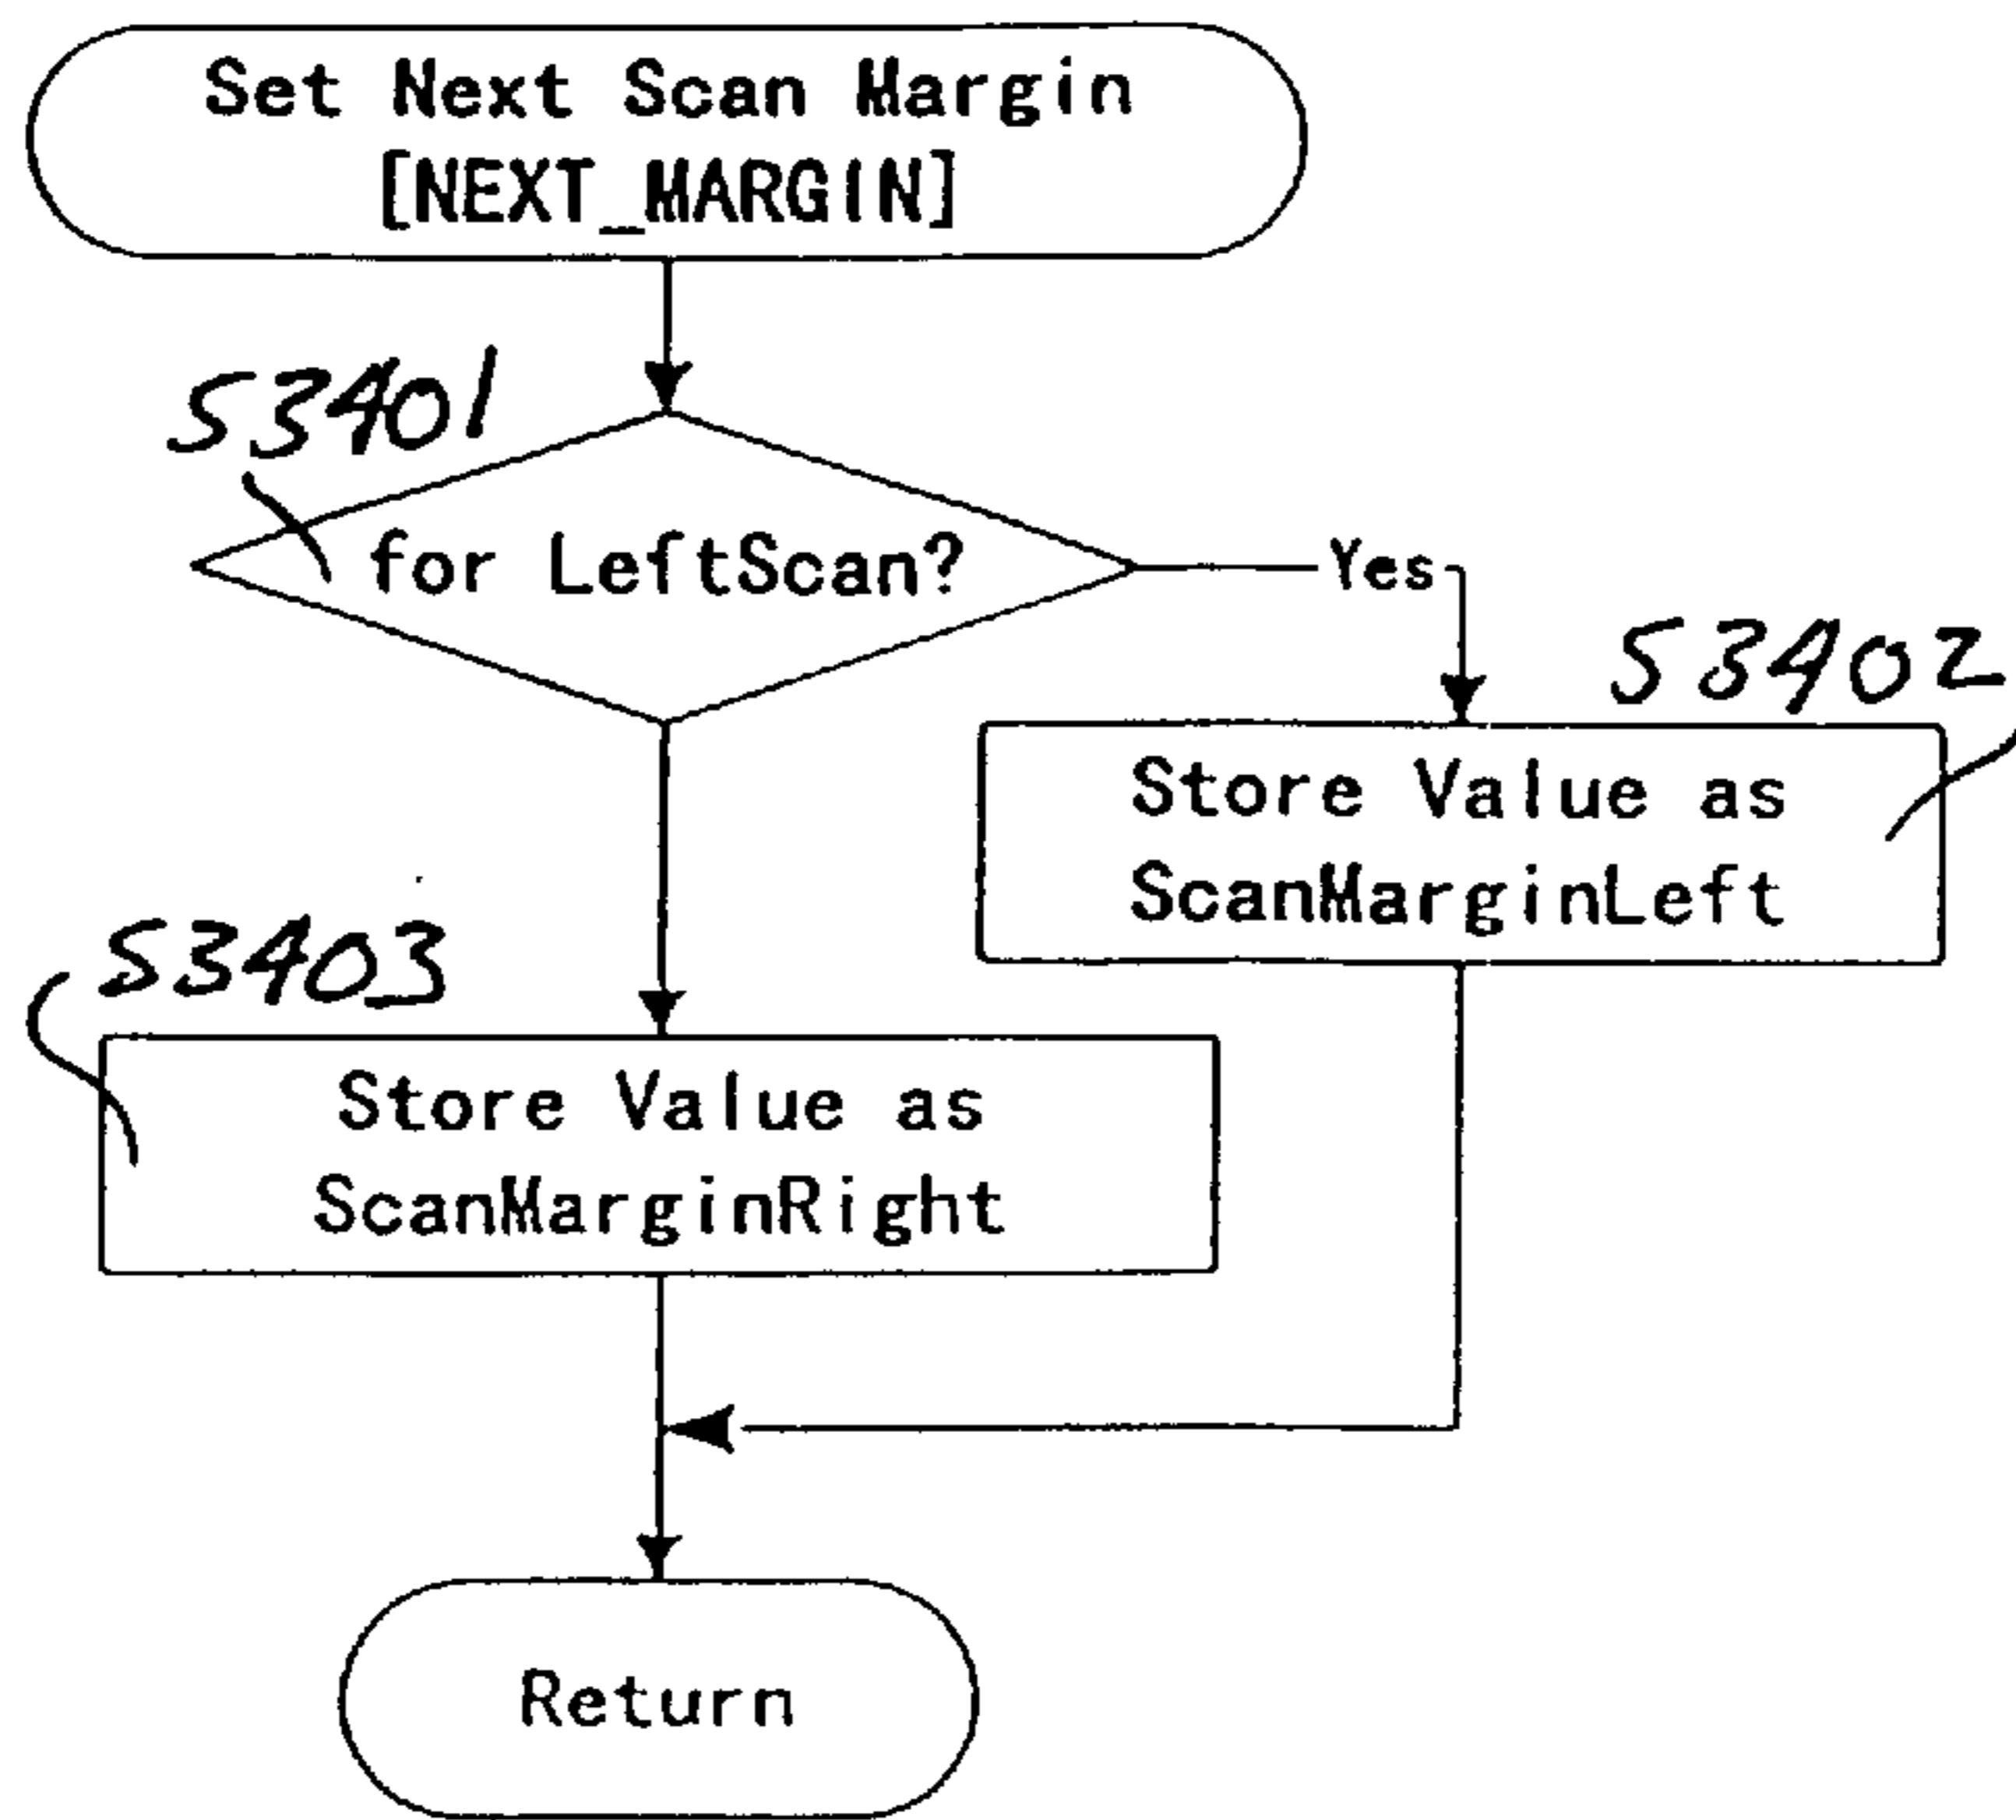 Set Next Scan Margin
[NEXT_MARGIN]
S3401
for LeftScan?
Yes
S3402
Store Value as
ScanMarginLeft
S3403
Store Value as
ScanMarginRight
Return